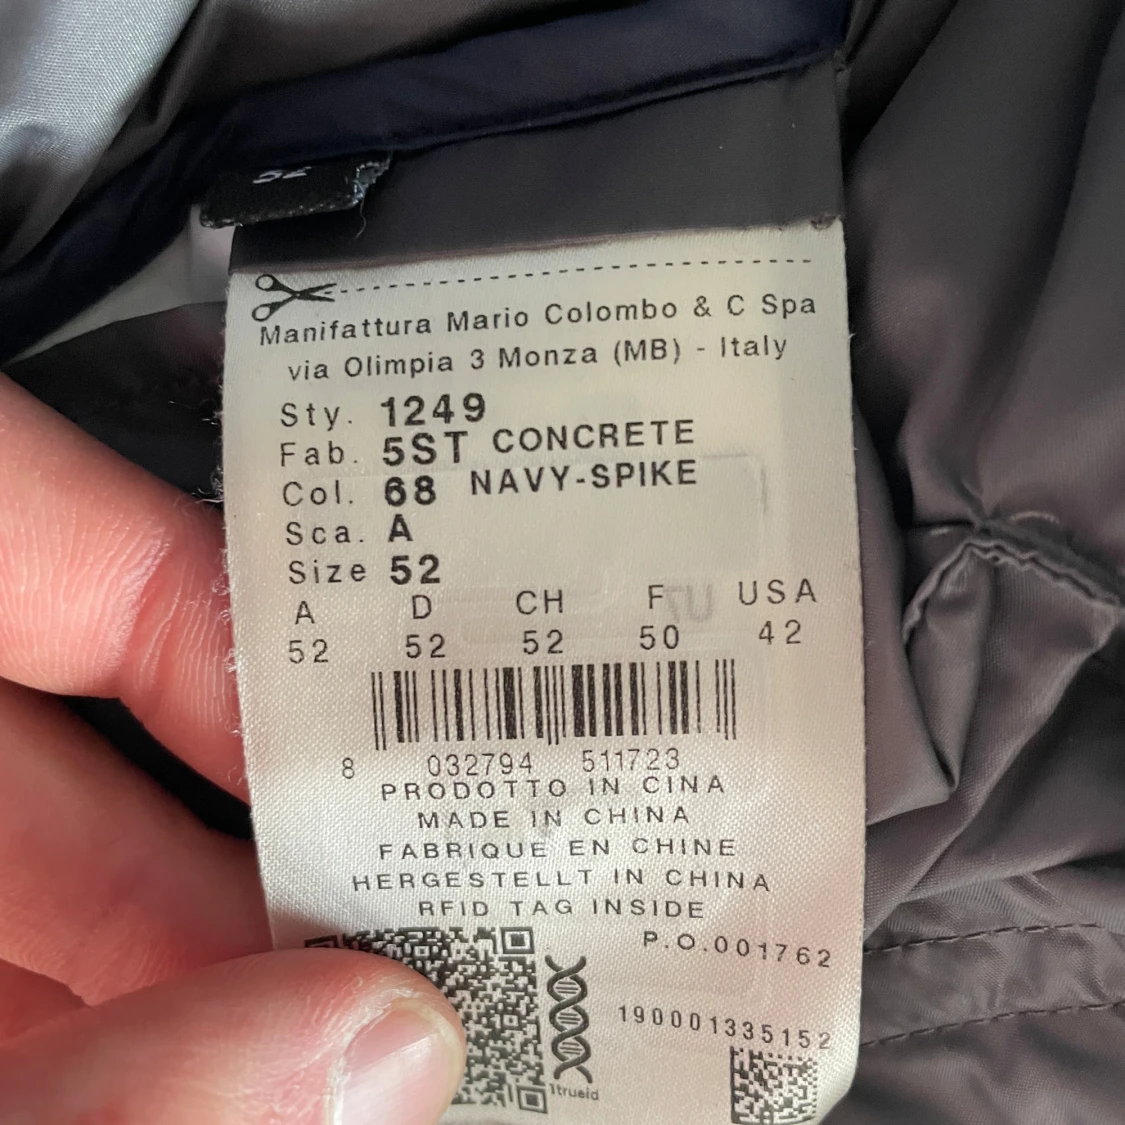 52
Manifattura Mario Colombo & C Spa
via Olimpia 3 Monza (MB) - Italy
Sty. 1249
Fab. 5ST CONCRETE
Col. 68 NAVY-SPIKE
Sca. A
Size 52
A D CH F USA
52 52 52 50 42
8 032794 511723
PRODOTTO IN CINA
MADE IN CHINA
FABRIQUE EN CHINE
HERGESTELLT IN CHINA
RFID TAG INSIDE
P.O.001762
190001335152
1trueid